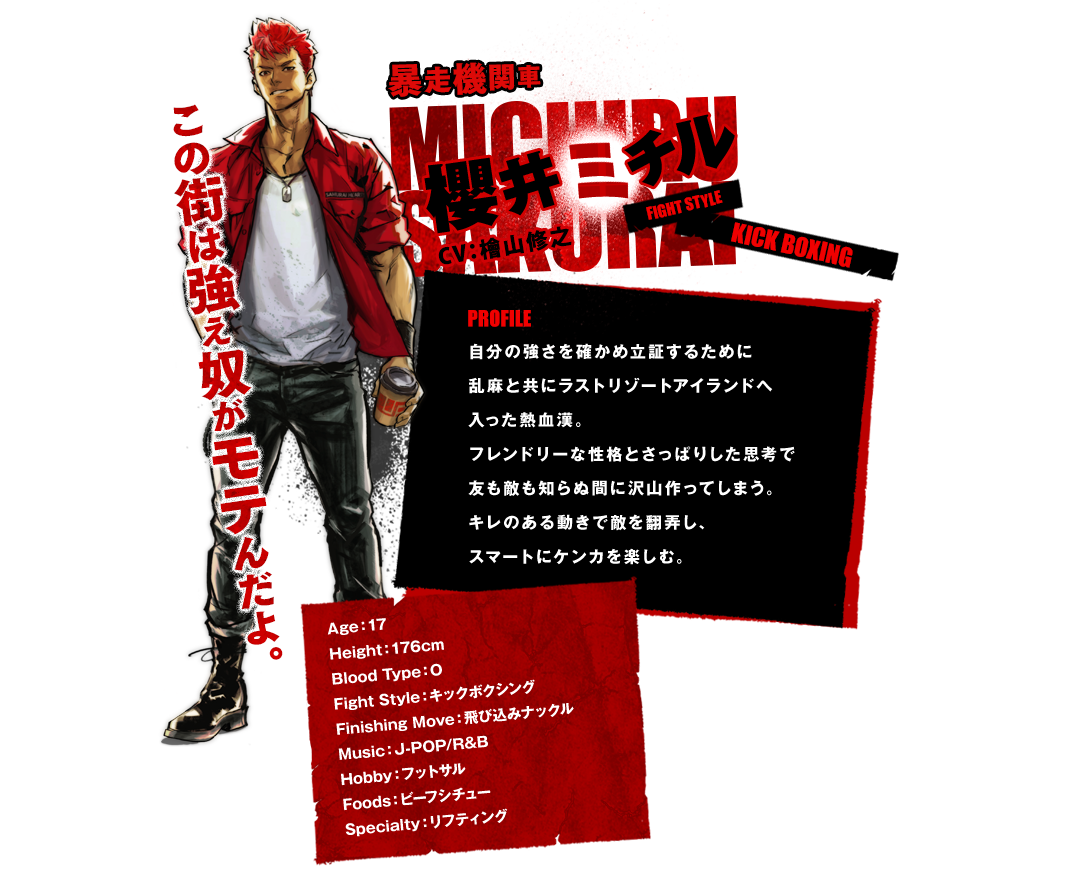 この街は強ぇ奴がモテんだよ。
暴走機関車
MICHIRU
SAKURAI
櫻井ミチル
CV：檜山修之
FIGHT STYLE
KICK BOXING
PROFILE
自分の強さを確かめ立証するために
乱麻と共にラストリゾートアイランドへ
入った熱血漢。
フレンドリーな性格とさっぱりした思考で
友も敵も知らぬ間に沢山作ってしまう。
キレのある動きで敵を翻弄し、
スマートにケンカを楽しむ。
Age：17
Height：176cm
Blood Type：O
Fight Style：キックボクシング
Finishing Move：飛び込みナックル
Music：J-POP/R&B
Hobby：フットサル
Foods：ビーフシチュー
Specialty：リフティング